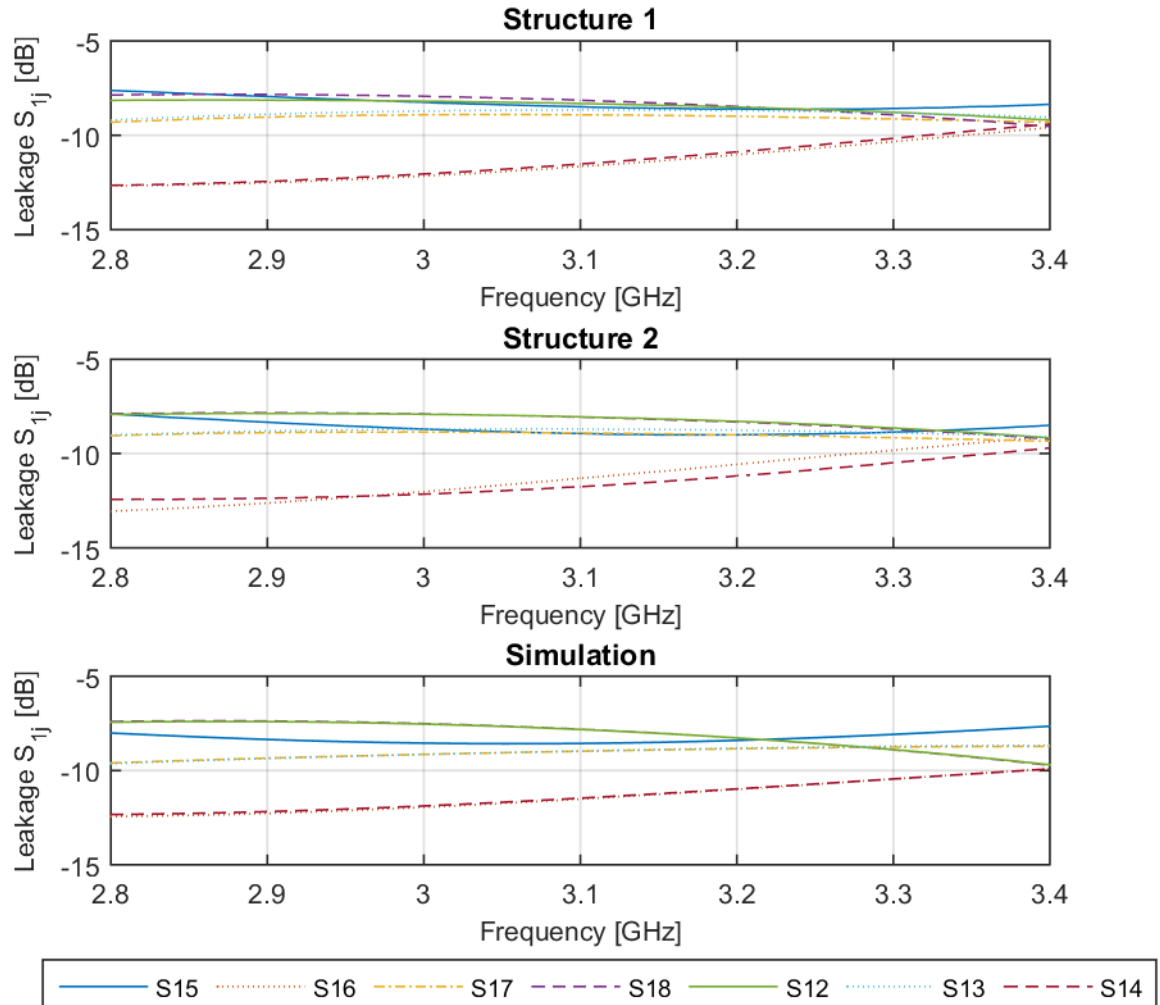 Structure 1
Leakage S1j [dB]
-5
-10
-15
2.8 2.9 3 3.1 3.2 3.3 3.4
Frequency [GHz]
Structure 2
Leakage S1j [dB]
-5
-10
-15
2.8 2.9 3 3.1 3.2 3.3 3.4
Frequency [GHz]
Simulation
Leakage S1j [dB]
-5
-10
-15
2.8 2.9 3 3.1 3.2 3.3 3.4
Frequency [GHz]
S15 S16 S17 S18 S12 S13 S14